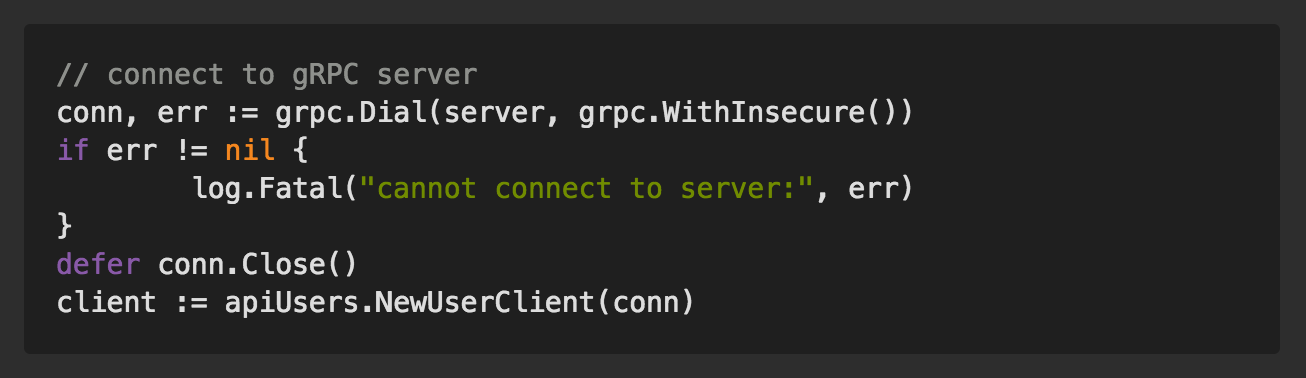 // connect to gRPC server
conn, err := grpc.Dial(server, grpc.WithInsecure())
if err != nil {
        log.Fatal("cannot connect to server:", err)
}
defer conn.Close()
client := apiUsers.NewUserClient(conn)